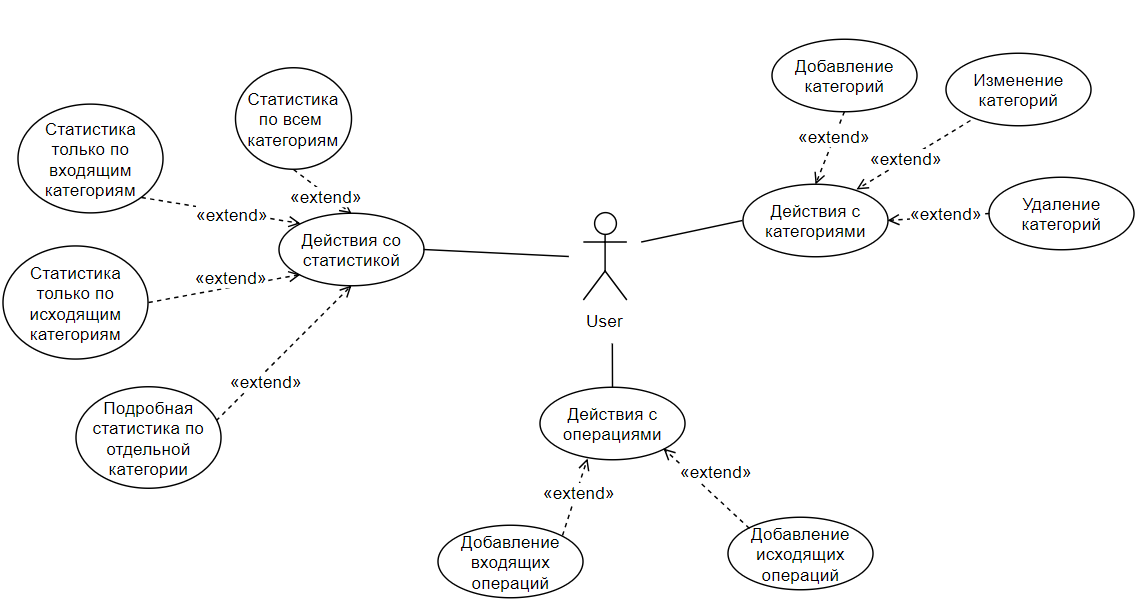 Добавление
категорий
Изменение
категорий
Статистика
по всем
категориям
Статистика
только по
входящим
категориям
«extend»
«extend»
«extend»
«extend»
Действия со
статистикой
Действия с
категориями
«extend»
Удаление
категорий
Статистика
только по
исходящим
категориям
«extend»
User
«extend»
Подробная
статистика по
отдельной
категории
Действия с
операциями
«extend»
«extend»
Добавление
входящих
операций
Добавление
исходящих
операций